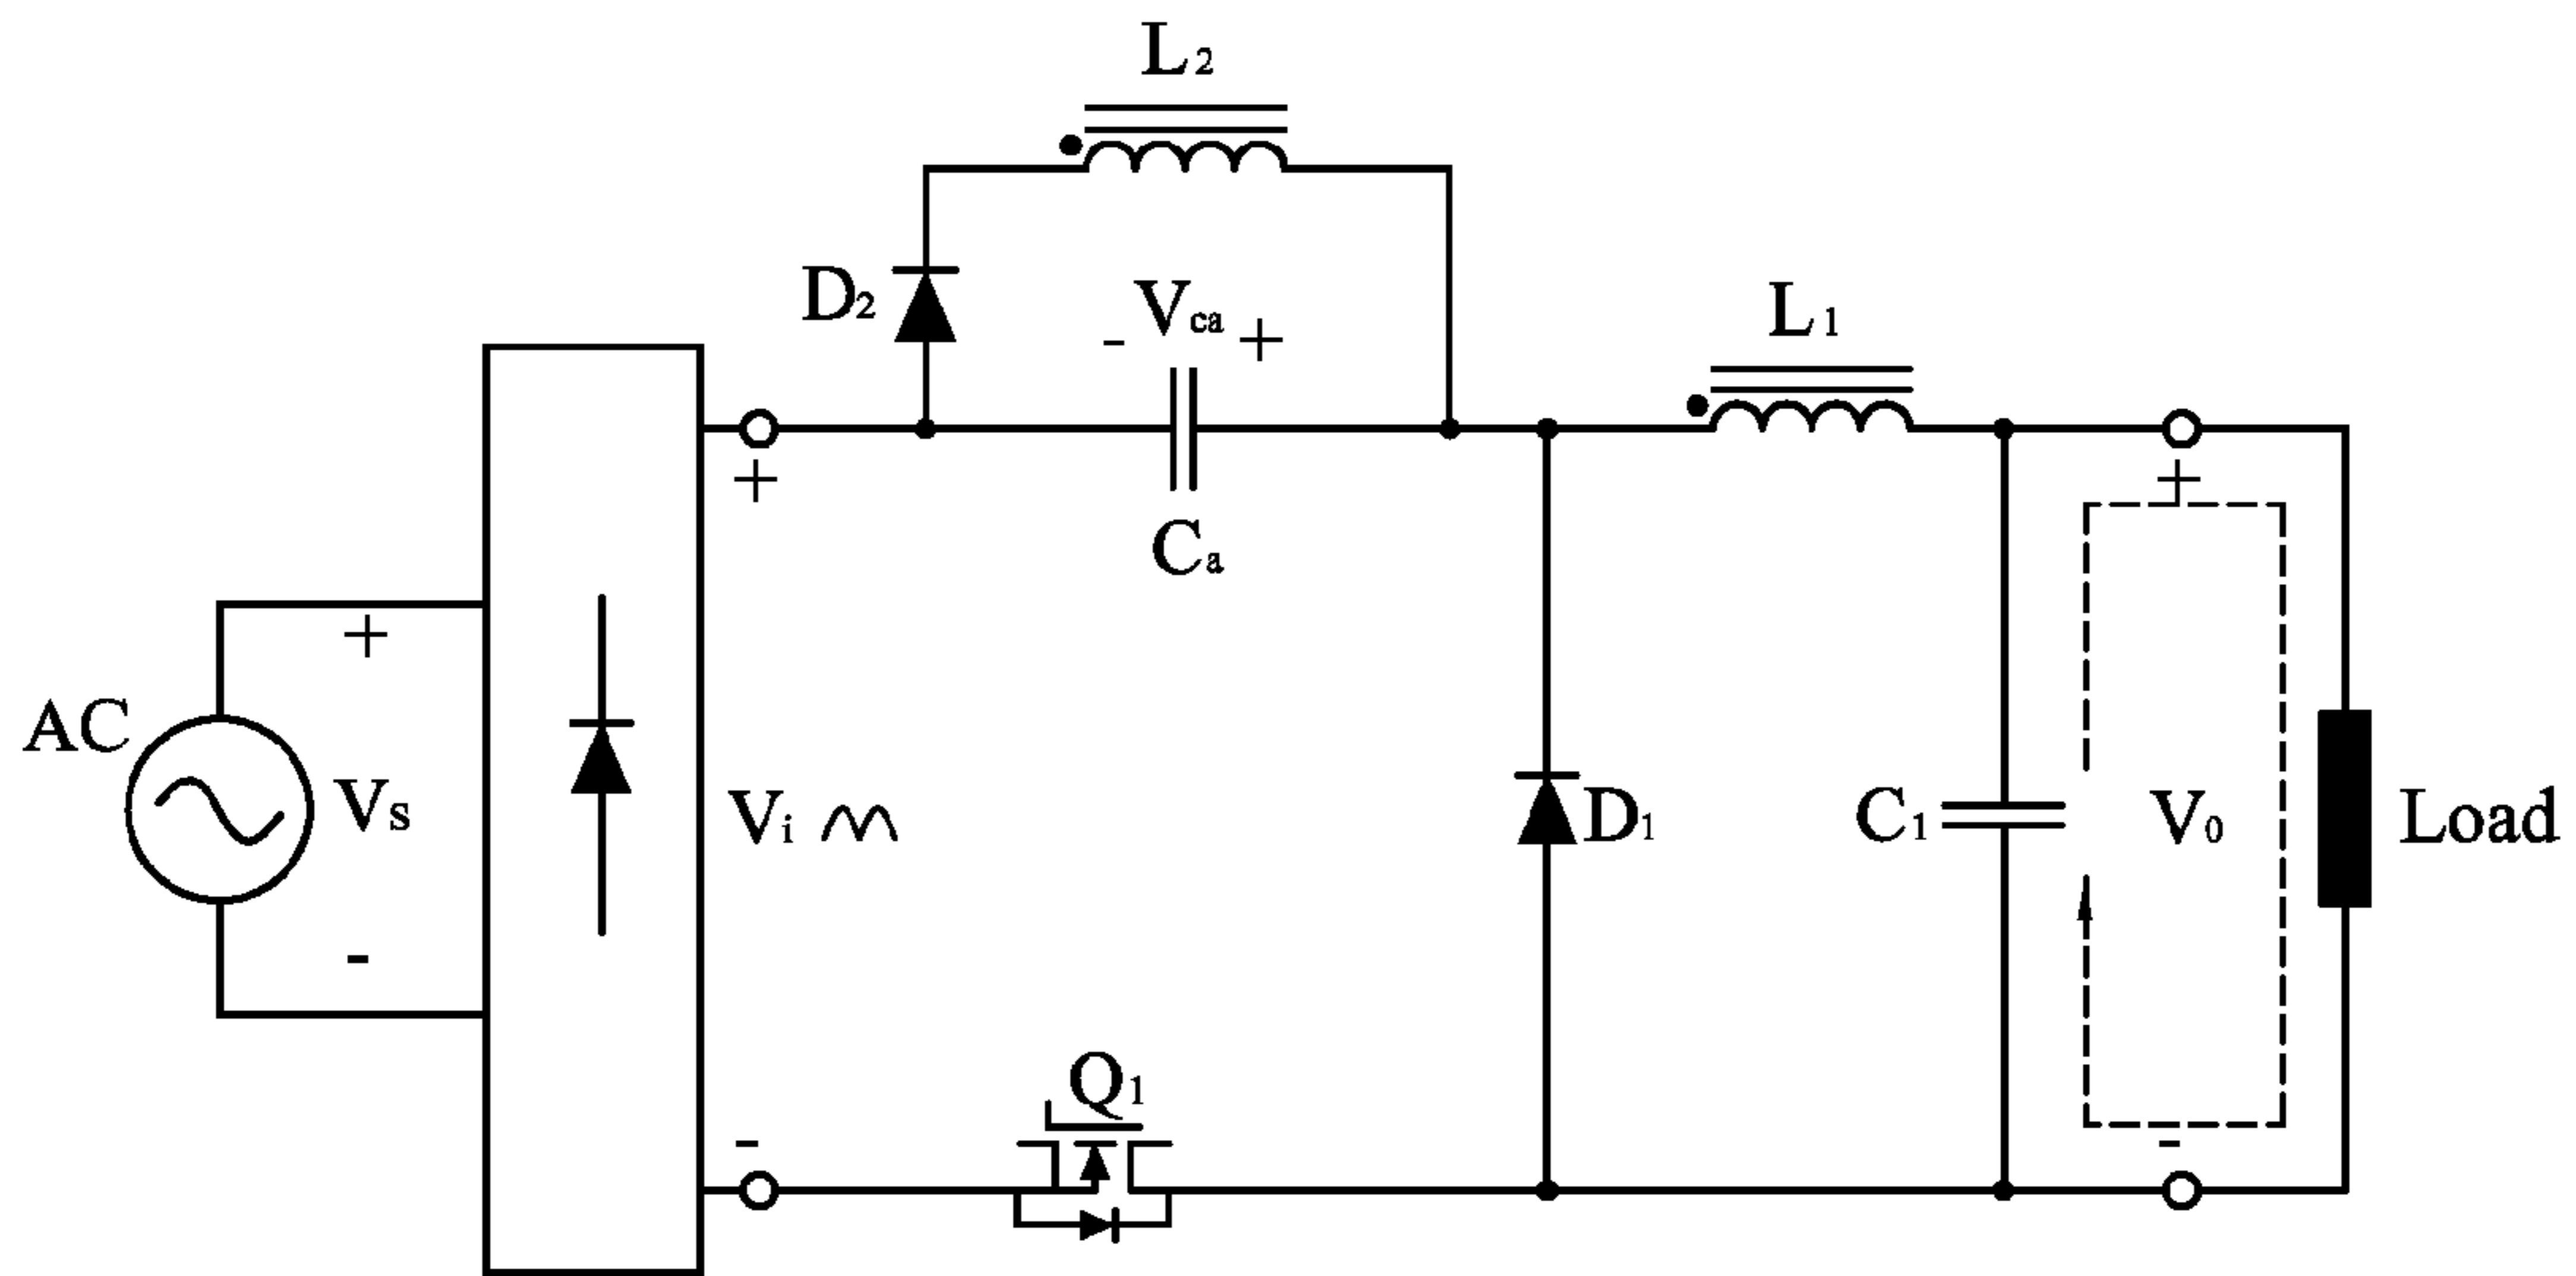 L2
D2
- Vca +
L1
Ca
+
+
+
AC
Vs
-
Vi
D1
C1
V0
Load
Q1
-
-